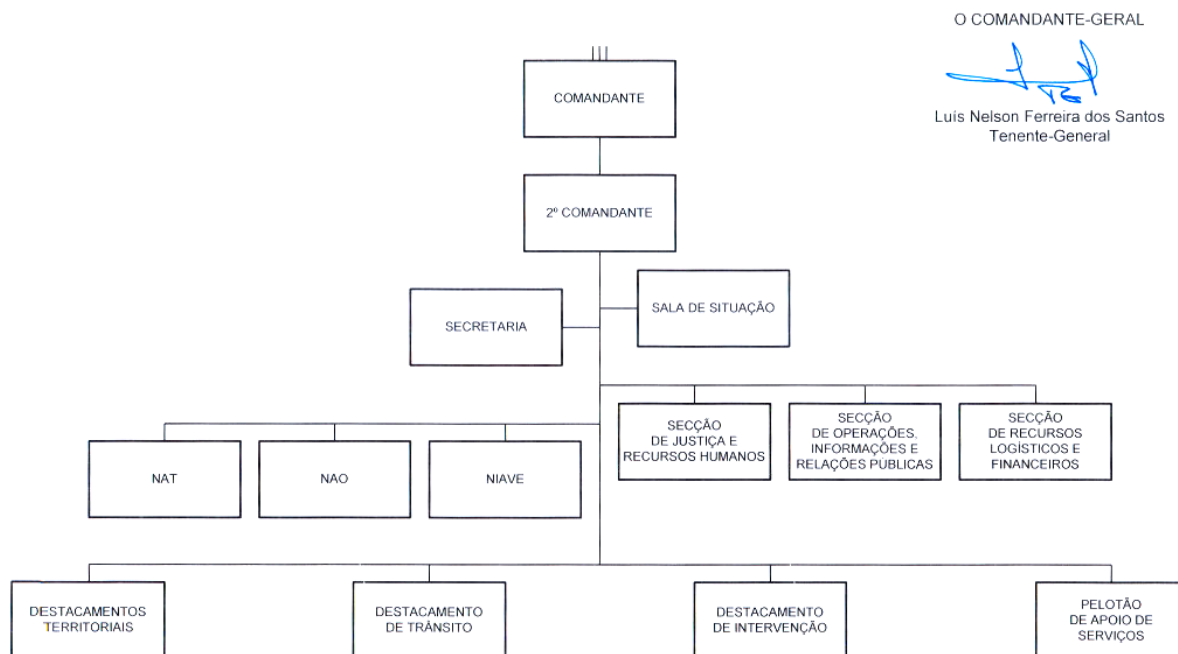 O COMANDANTE-GERAL
Luís Nelson Ferreira dos Santos
Tenente-General
COMANDANTE
2º COMANDANTE
SECRETARIA
SALA DE SITUAÇÃO
SECÇÃO
DE JUSTIÇA E
RECURSOS HUMANOS
SECÇÃO
DE OPERAÇÕES,
INFORMAÇÕES E
RELAÇÕES PÚBLICAS
SECÇÃO
DE RECURSOS
LOGÍSTICOS E
FINANCEIROS
NAT
NAO
NIAVE
DESTACAMENTOS
TERRITORIAIS
DESTACAMENTO
DE TRÂNSITO
DESTACAMENTO
DE INTERVENÇÃO
PELOTÃO
DE APOIO DE
SERVIÇOS